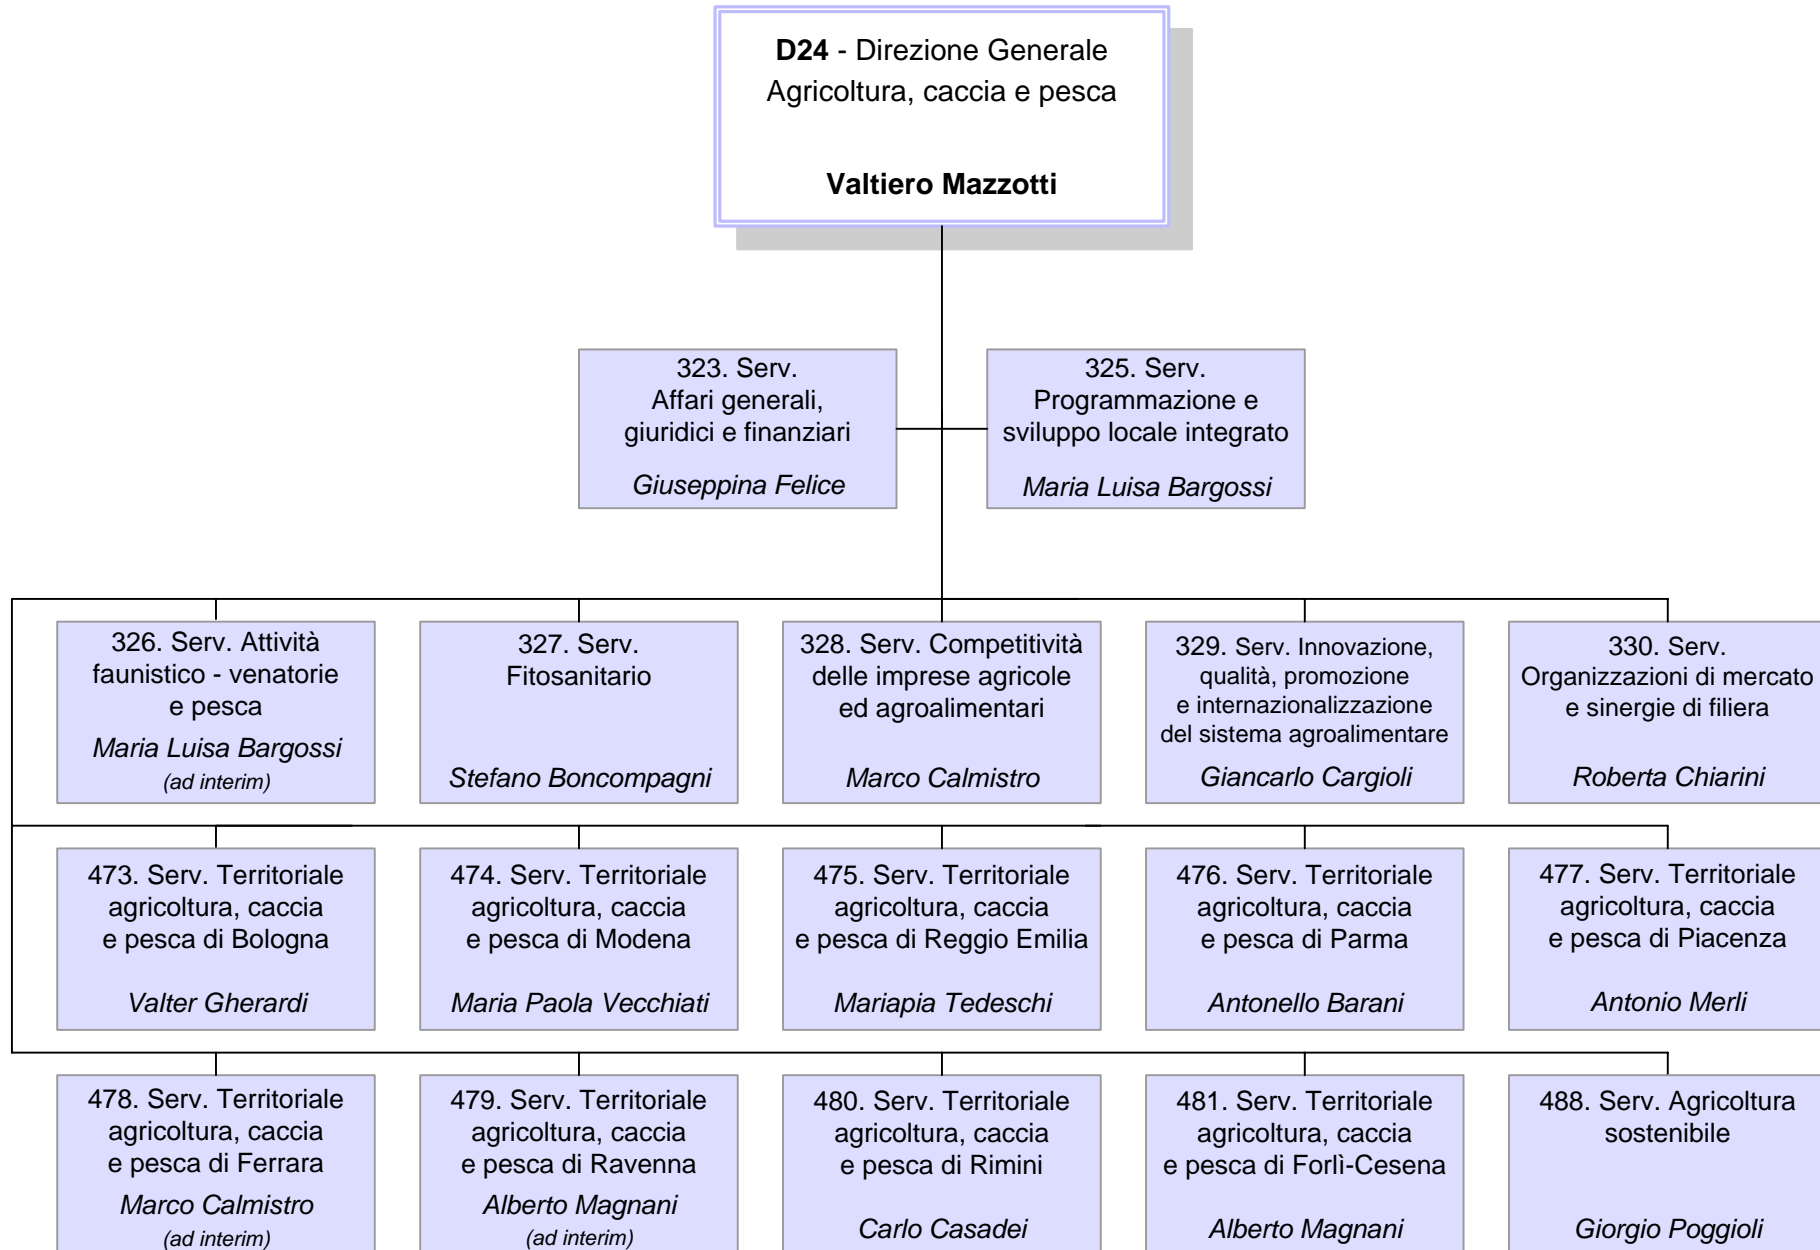 D24 - Direzione Generale
Agricoltura, caccia e pesca
Valtiero Mazzotti
323. Serv.
Affari generali,
giuridici e finanziari
Giuseppina Felice
325. Serv.
Programmazione e
sviluppo locale integrato
Maria Luisa Bargossi
326. Serv. Attività
faunistico - venatorie
e pesca
Maria Luisa Bargossi
(ad interim)
327. Serv.
Fitosanitario
Stefano Boncompagni
328. Serv. Competitività
delle imprese agricole
ed agroalimentari
Marco Calmistro
329. Serv. Innovazione,
qualità, promozione
e internazionalizzazione
del sistema agroalimentare
Giancarlo Cargioli
330. Serv.
Organizzazioni di mercato
e sinergie di filiera
Roberta Chiarini
473. Serv. Territoriale
agricoltura, caccia
e pesca di Bologna
Valter Gherardi
474. Serv. Territoriale
agricoltura, caccia
e pesca di Modena
Maria Paola Vecchiati
475. Serv. Territoriale
agricoltura, caccia
e pesca di Reggio Emilia
Mariapia Tedeschi
476. Serv. Territoriale
agricoltura, caccia
e pesca di Parma
Antonello Barani
477. Serv. Territoriale
agricoltura, caccia
e pesca di Piacenza
Antonio Merli
478. Serv. Territoriale
agricoltura, caccia
e pesca di Ferrara
Marco Calmistro
(ad interim)
479. Serv. Territoriale
agricoltura, caccia
e pesca di Ravenna
Alberto Magnani
(ad interim)
480. Serv. Territoriale
agricoltura, caccia
e pesca di Rimini
Carlo Casadei
481. Serv. Territoriale
agricoltura, caccia
e pesca di Forlì-Cesena
Alberto Magnani
488. Serv. Agricoltura
sostenibile
Giorgio Poggioli